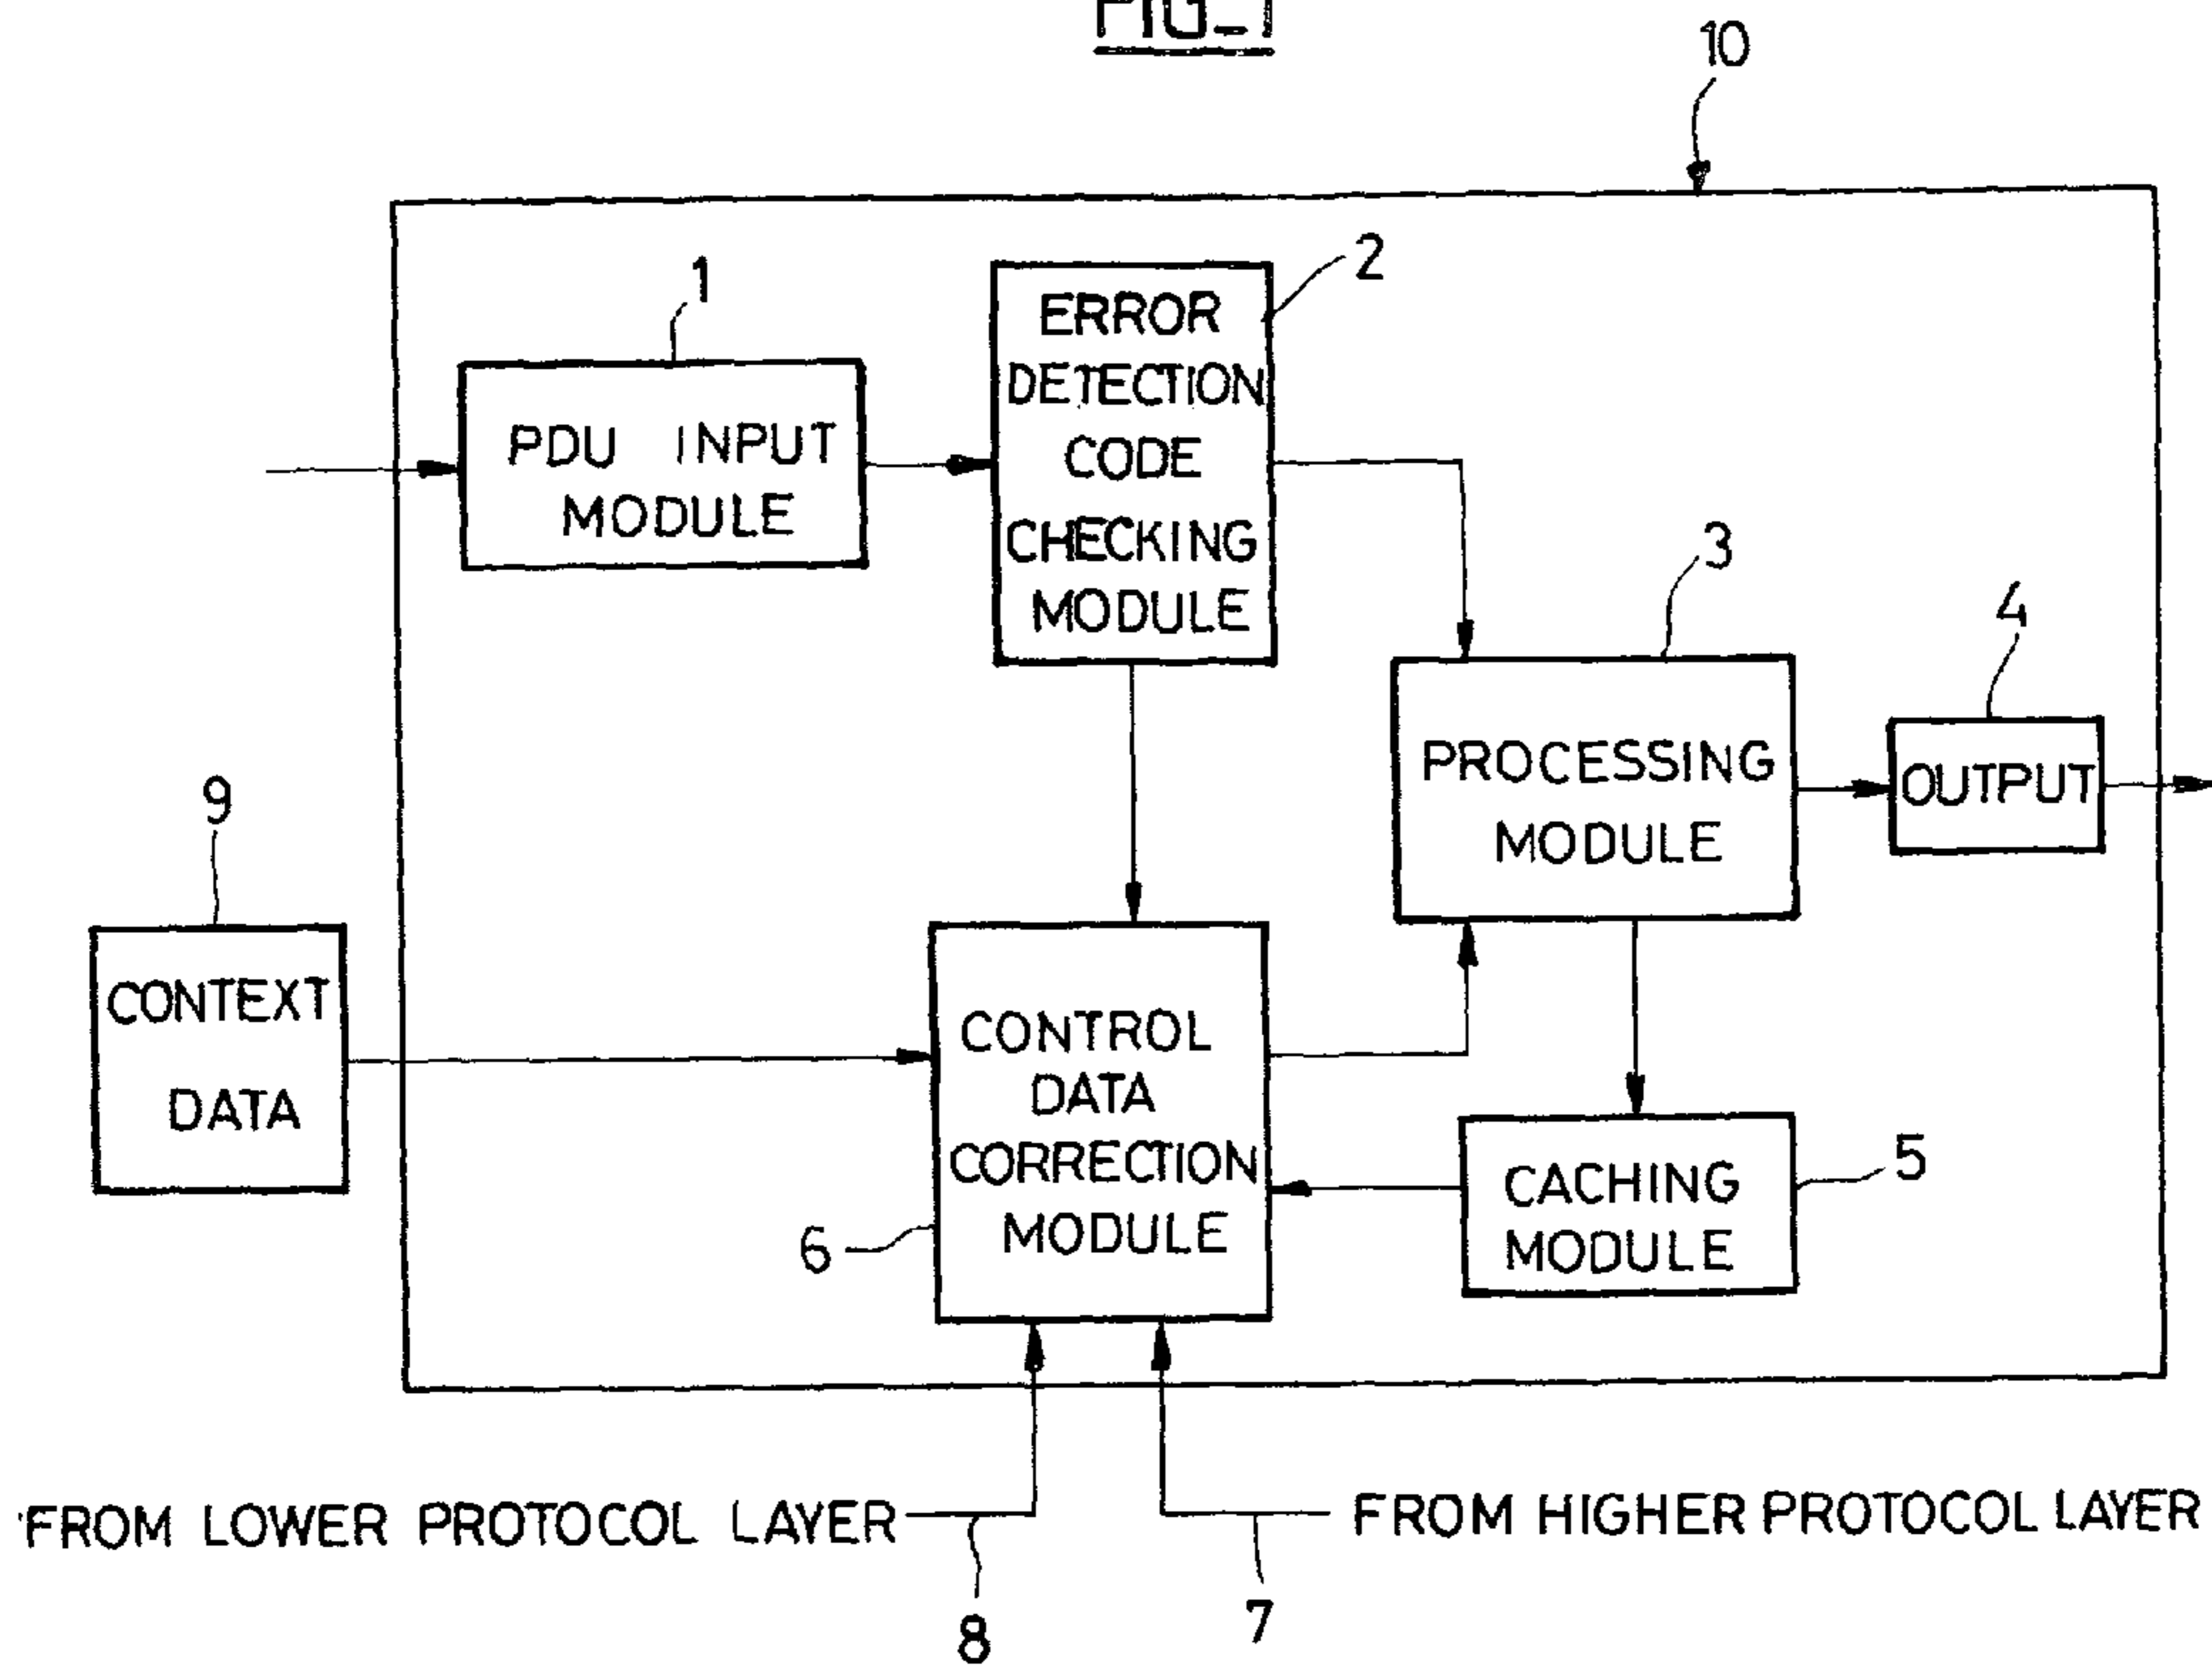 FIG_1
10
1
2
ERROR
DETECTION
CODE
CHECKING
MODULE
PDU INPUT
MODULE
3
4
PROCESSING
MODULE
OUTPUT
9
CONTEXT
DATA
CONTROL
DATA
CORRECTION
MODULE
6
CACHING
MODULE
5
FROM LOWER PROTOCOL LAYER
FROM HIGHER PROTOCOL LAYER
8
7